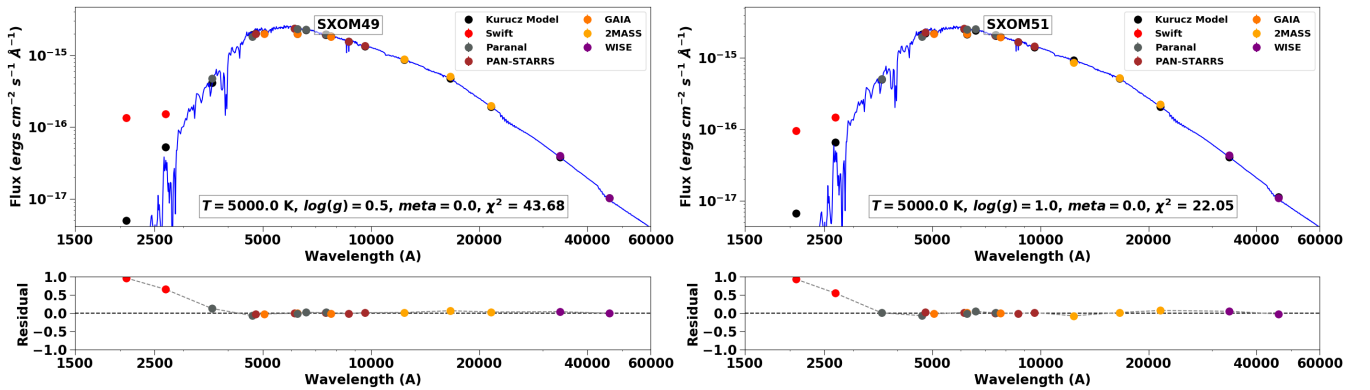 SXOM49
Kurucz Model
Swift
Paranal
PAN-STARRS
GAIA
2MASS
WISE
10⁻¹⁵
10⁻¹⁶
10⁻¹⁷
Flux (ergs cm⁻² s⁻¹ Å⁻¹)
T = 5000.0 K, log(g) = 0.5, meta = 0.0, χ² = 43.68
1500 2500 5000 10000 20000 40000 60000
Wavelength (A)
1.0
0.5
0.0
−0.5
−1.0
Residual
1500 2500 5000 10000 20000 40000 60000
Wavelength (A)
SXOM51
Kurucz Model
Swift
Paranal
PAN-STARRS
GAIA
2MASS
WISE
10⁻¹⁵
10⁻¹⁶
10⁻¹⁷
Flux (ergs cm⁻² s⁻¹ Å⁻¹)
T = 5000.0 K, log(g) = 1.0, meta = 0.0, χ² = 22.05
1500 2500 5000 10000 20000 40000 60000
Wavelength (A)
1.0
0.5
0.0
−0.5
−1.0
Residual
1500 2500 5000 10000 20000 40000 60000
Wavelength (A)